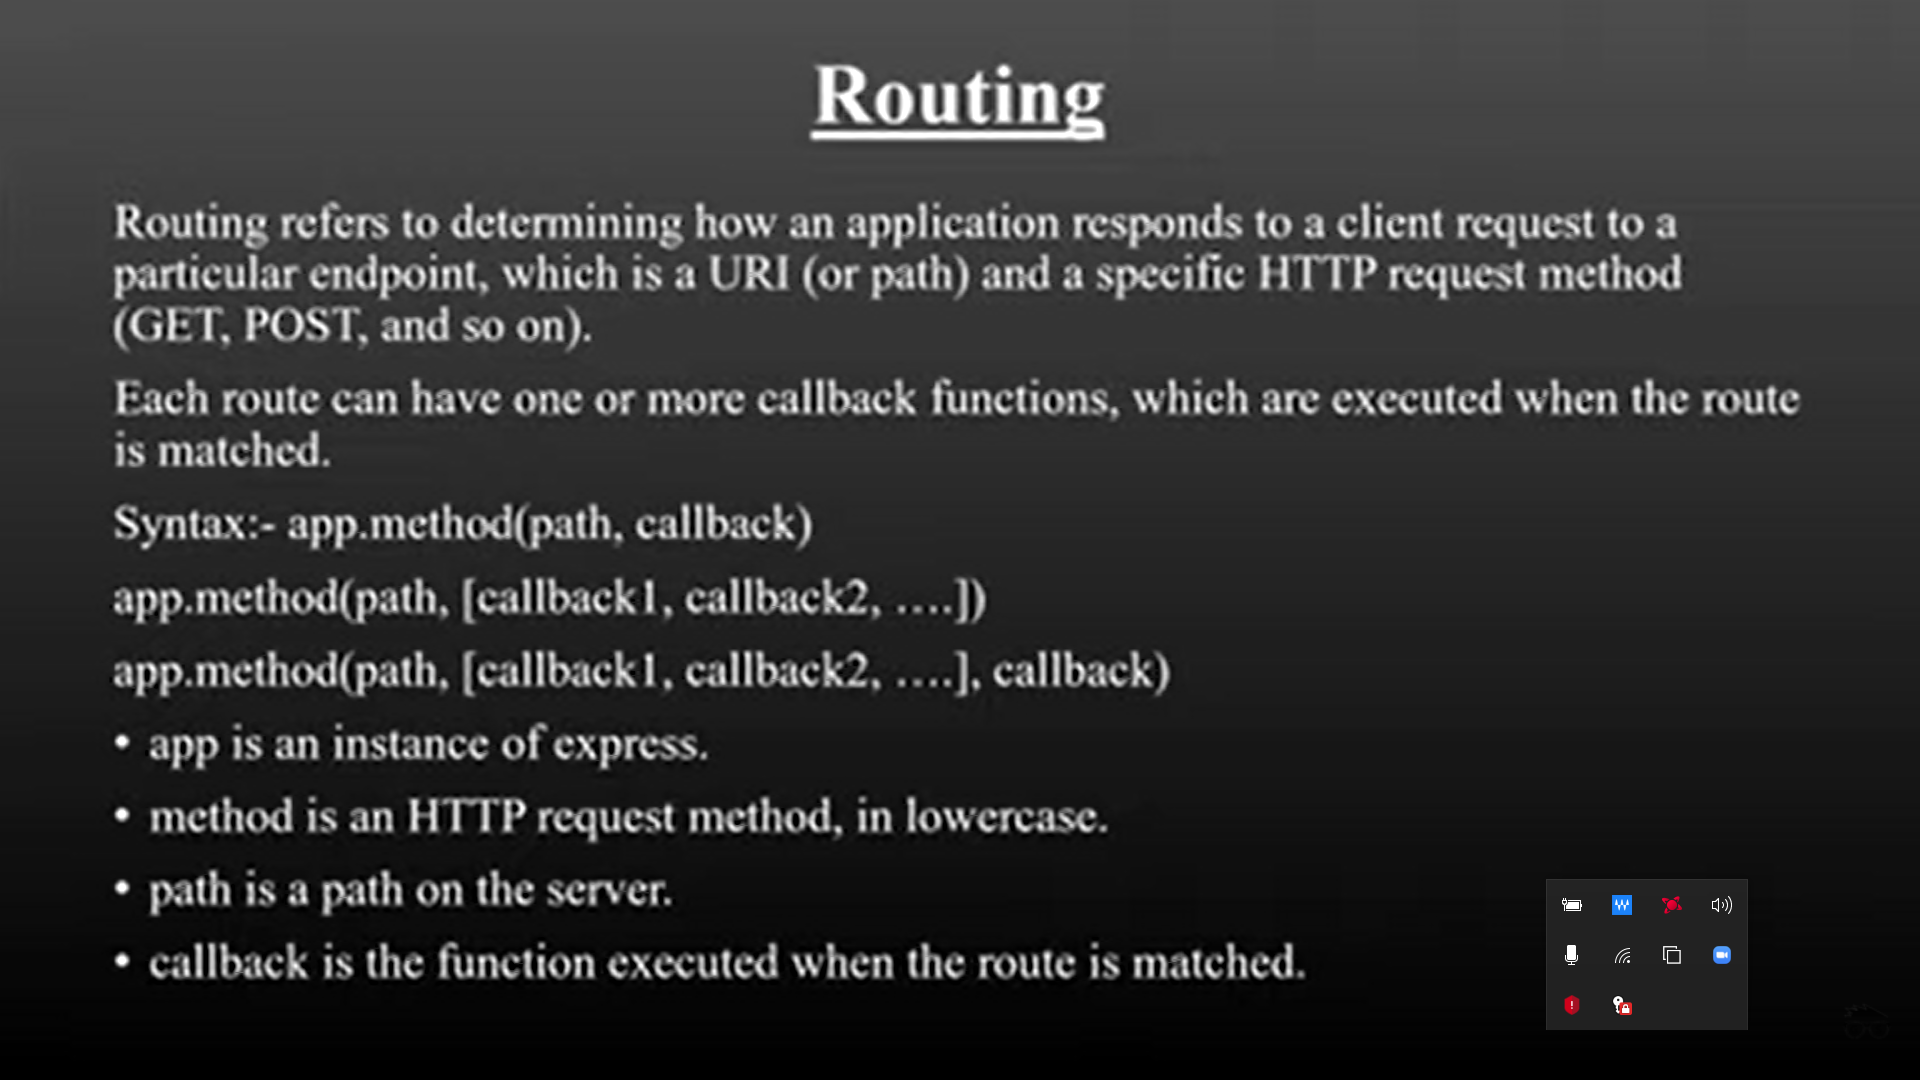 Routing
Routing refers to determining how an application responds to a client request to a
particular endpoint, which is a URI (or path) and a specific HTTP request method
(GET, POST, and so on).
Each route can have one or more callback functions, which are executed when the route
is matched.
Syntax:- app.method(path, callback)
app.method(path, [callback1, callback2, ….])
app.method(path, [callback1, callback2, ….], callback)
• app is an instance of express.
• method is an HTTP request method, in lowercase.
• path is a path on the server.
• callback is the function executed when the route is matched.